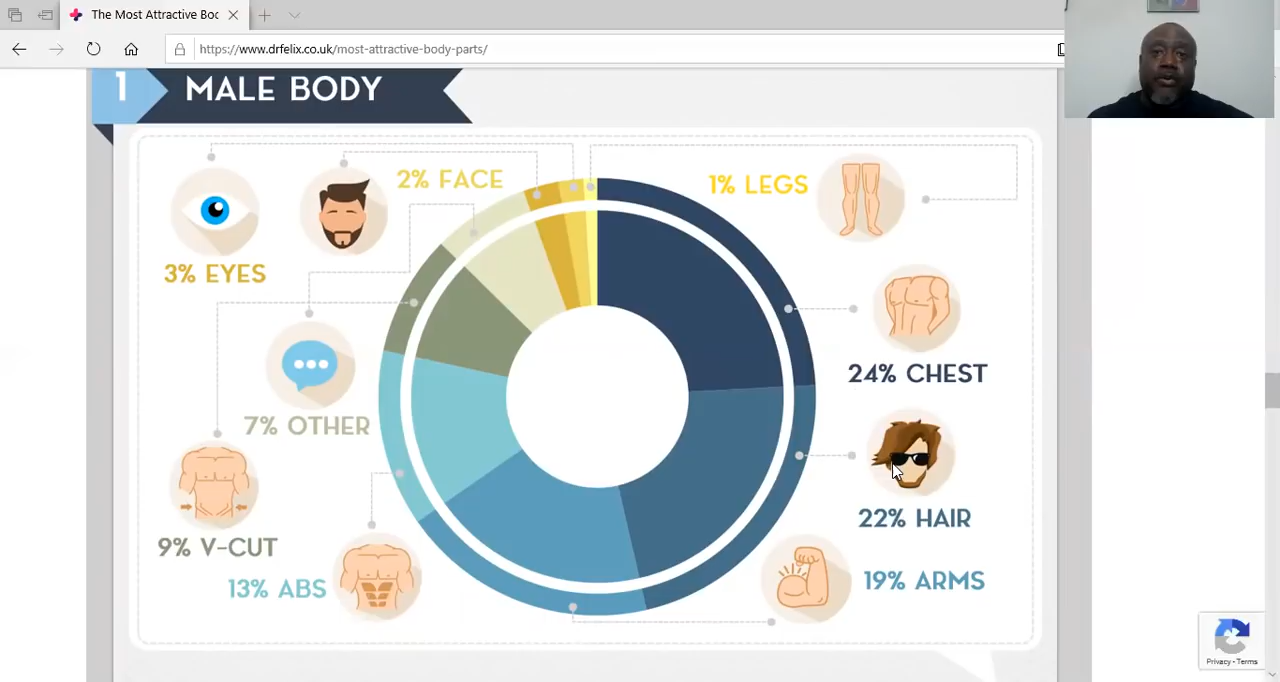 The Most Attractive Boc
https://www.drfelix.co.uk/most-attractive-body-parts/
1 MALE BODY
2% FACE
1% LEGS
3% EYES
24% CHEST
7% OTHER
22% HAIR
9% V-CUT
13% ABS
19% ARMS
Privacy - Terms